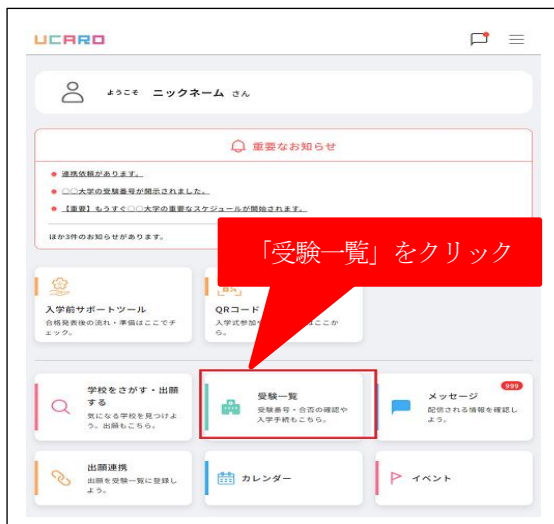 UCARO
ようこそ ニックネーム さん
重要なお知らせ
連携依頼があります。
○○大学の受験番号が開示されました。
【重要】もうすぐ○○大学の重要なスケジュールが開始されます。
ほか3件のお知らせがあります。
「受験一覧」をクリック
入学前サポートツール
合格発表後の流れ・準備はここでチ
ェック。
QRコード
入学式参加
はここか
ら。
学校をさがす・出願
する
気になる学校を見つけよ
う。出願もこちら。
受験一覧
受験番号・合否の確認や
入学手続もこちら。
999
メッセージ
配信される情報を確認し
よう。
出願連携
出願を受験一覧に登録し
よう。
カレンダー
イベント